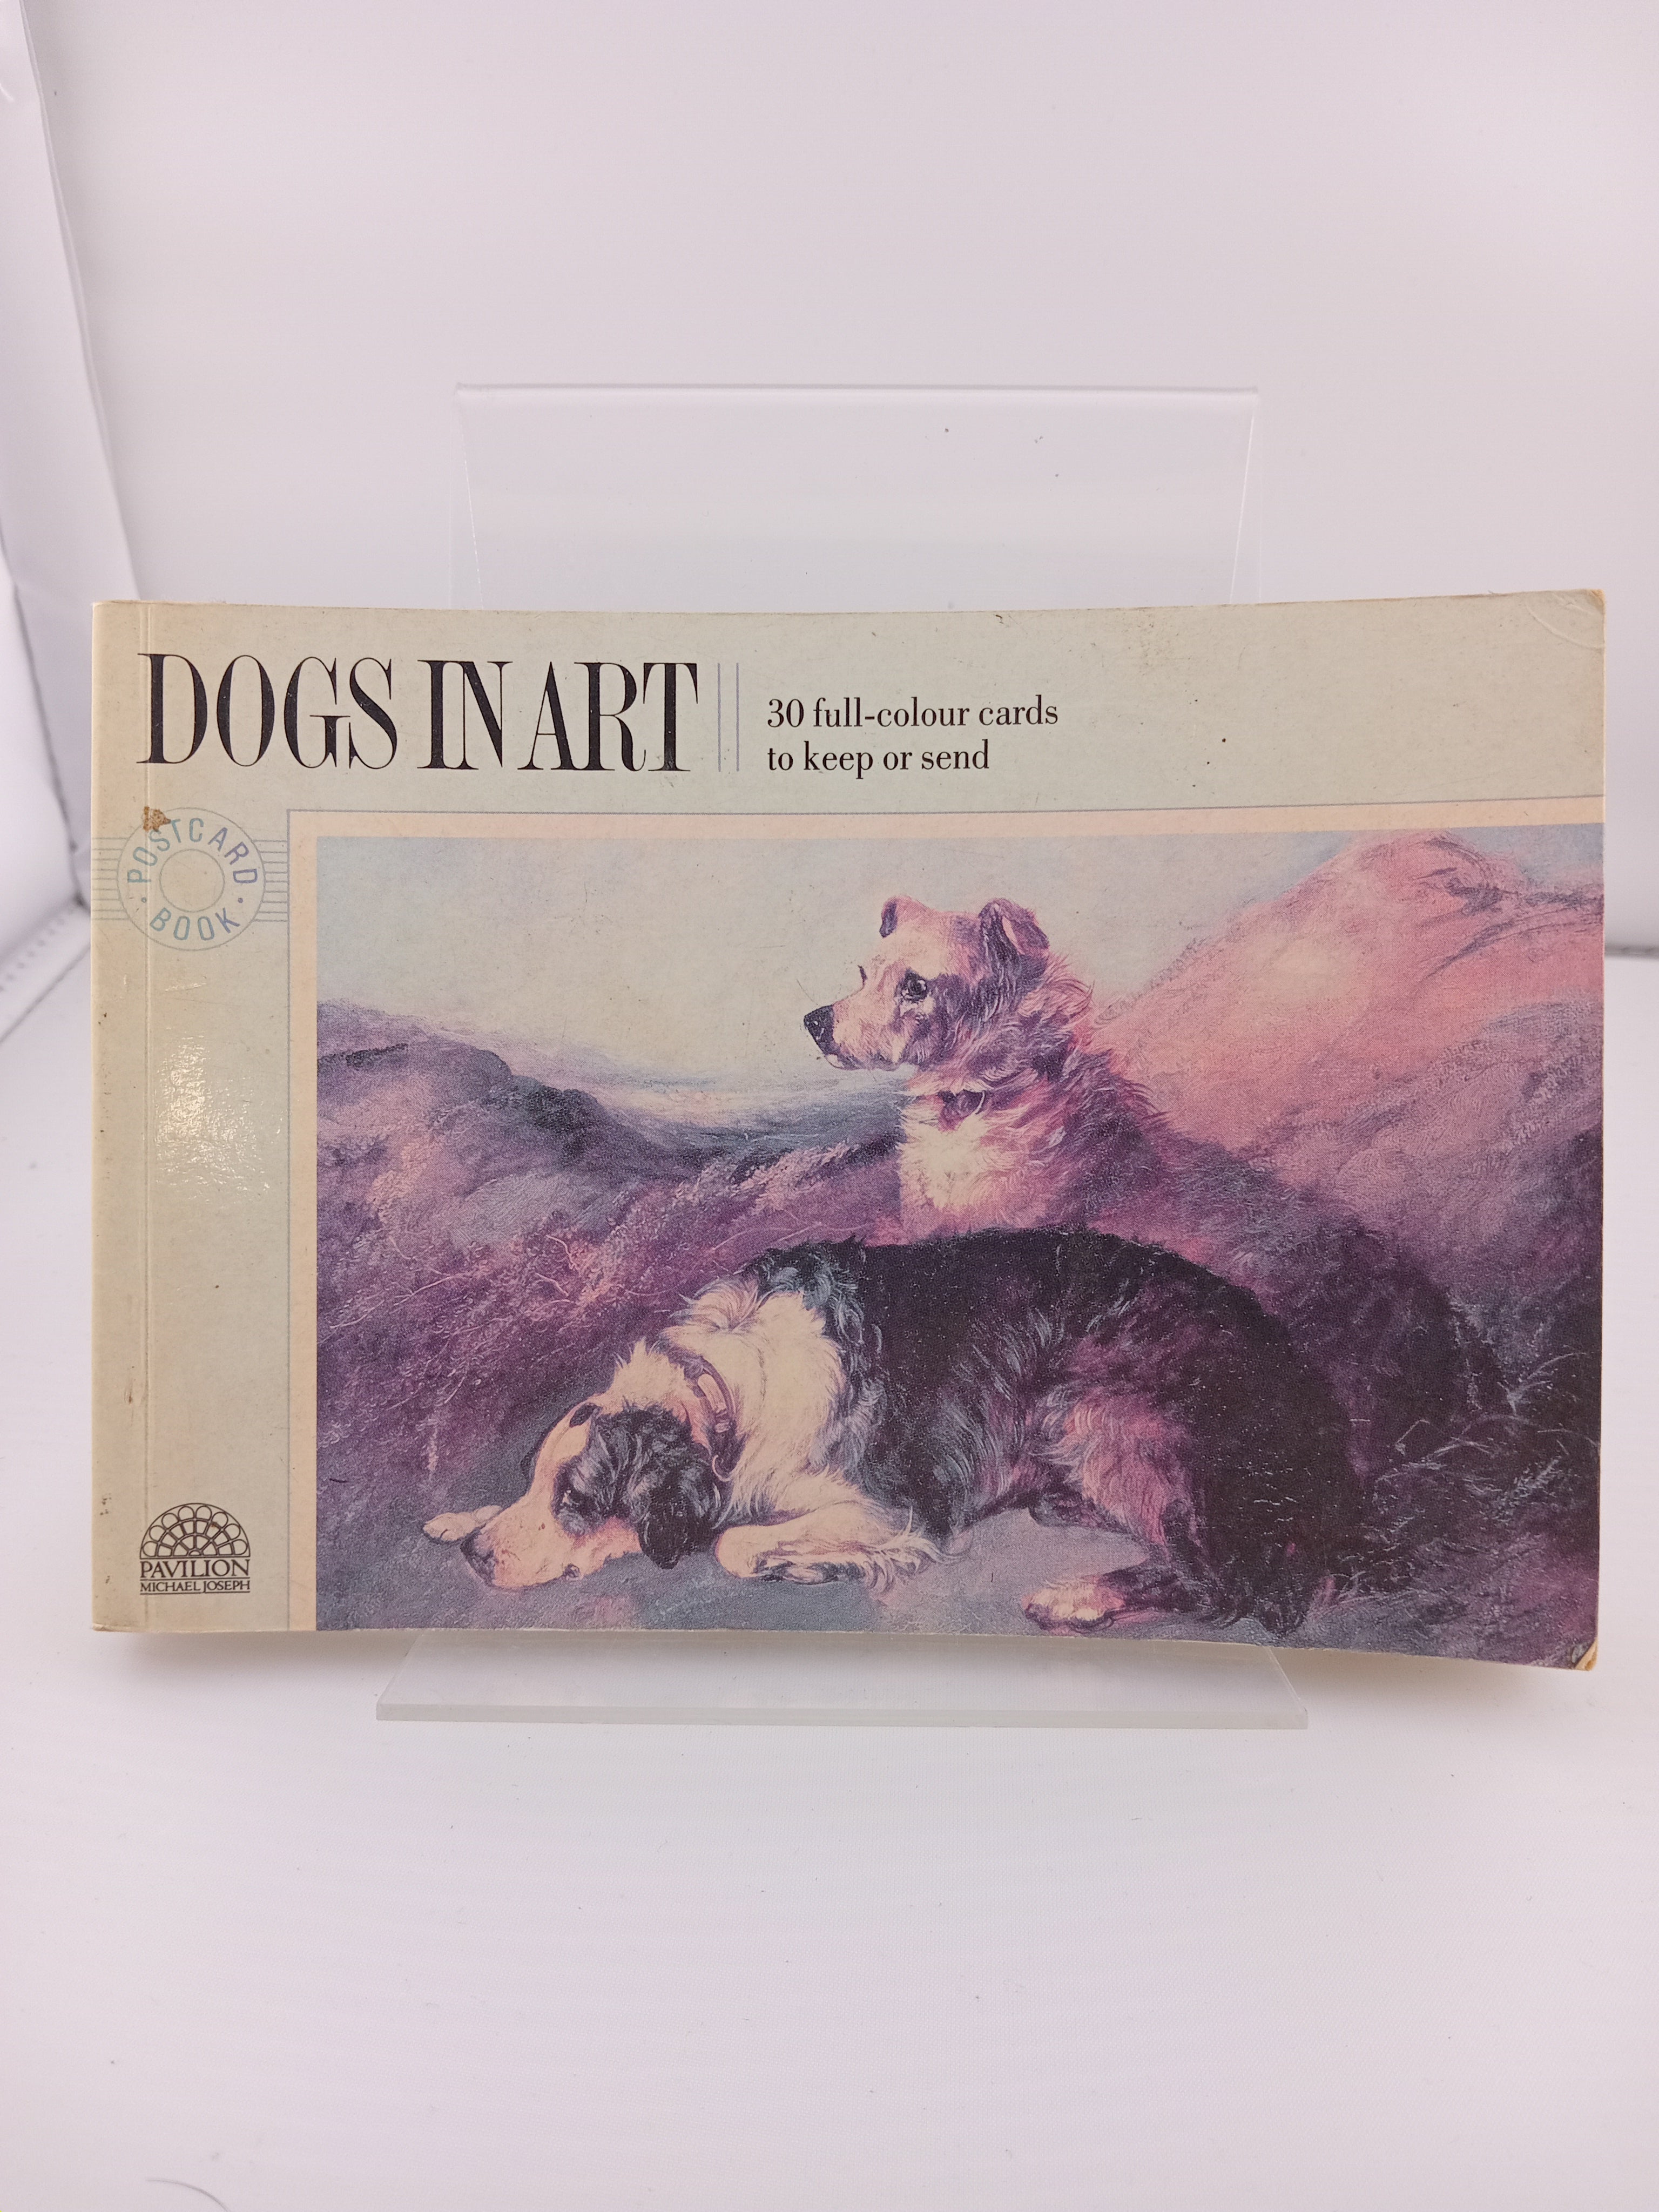 DOGS IN ART
30 full-colour cards
to keep or send
POSTCARD
BOOK
PAVILION
MICHAEL JOSEPH